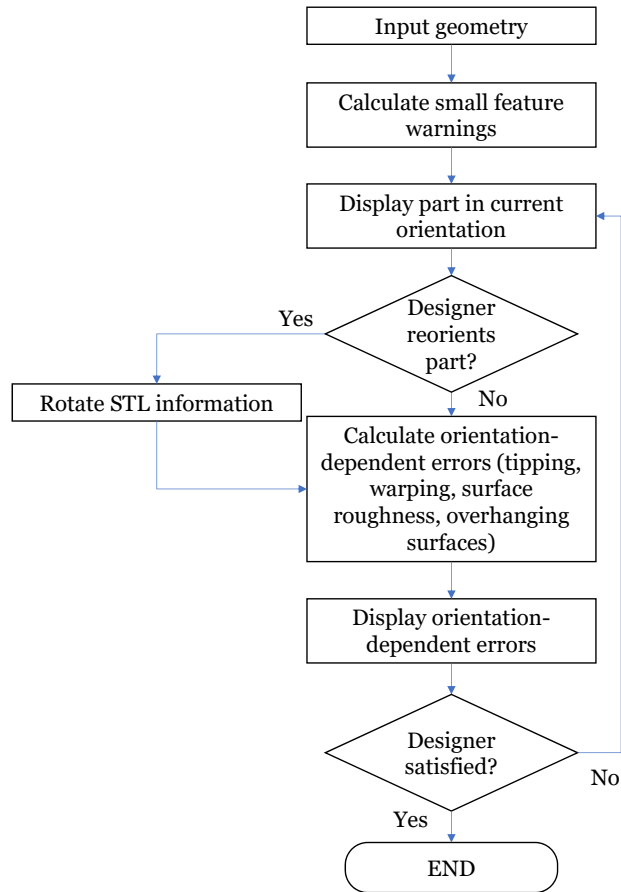 Input geometry
Calculate small feature
warnings
Display part in current
orientation
Designer
reorients
part?
Yes
No
Rotate STL information
Calculate orientation-
dependent errors (tipping,
warping, surface
roughness, overhanging
surfaces)
Display orientation-
dependent errors
Designer
satisfied?
No
Yes
END